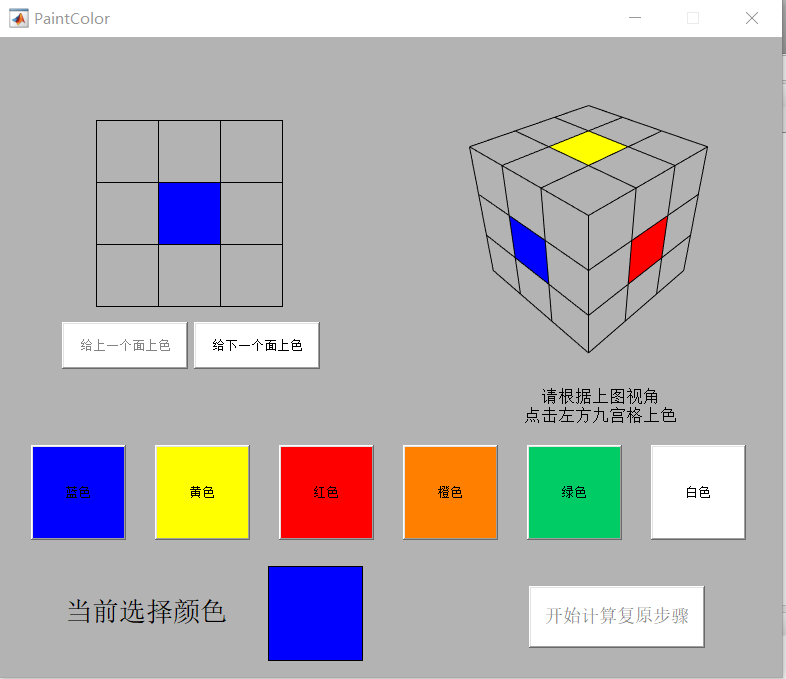 PaintColor
给上一个面上色
给下一个面上色
请根据上图视角
点击左方九宫格上色
蓝色
黄色
红色
橙色
绿色
白色
当前选择颜色
开始计算复原步骤